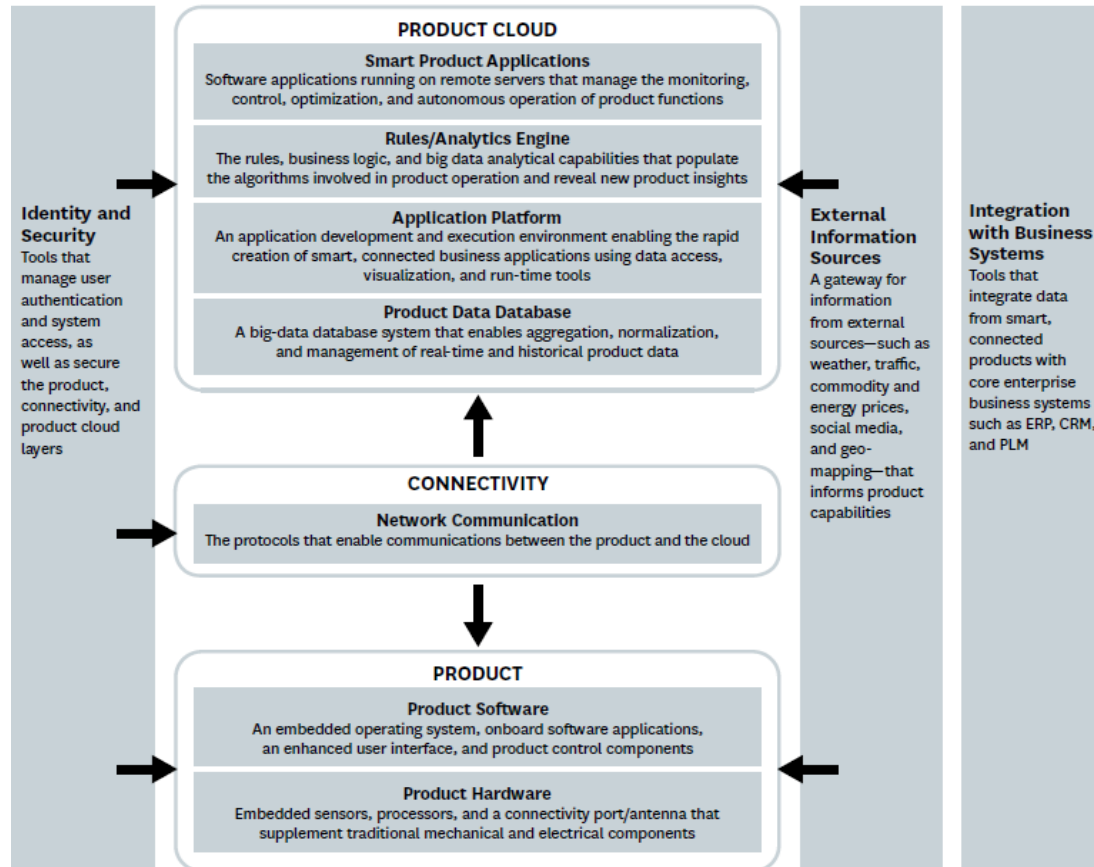 PRODUCT CLOUD
Smart Product Applications
Software applications running on remote servers that manage the monitoring,
control, optimization, and autonomous operation of product functions
Rules/Analytics Engine
The rules, business logic, and big data analytical capabilities that populate
the algorithms involved in product operation and reveal new product insights
Application Platform
An application development and execution environment enabling the rapid
creation of smart, connected business applications using data access,
visualization, and run-time tools
Product Data Database
A big-data database system that enables aggregation, normalization,
and management of real-time and historical product data
CONNECTIVITY
Network Communication
The protocols that enable communications between the product and the cloud
PRODUCT
Product Software
An embedded operating system, onboard software applications,
an enhanced user interface, and product control components
Product Hardware
Embedded sensors, processors, and a connectivity port/antenna that
supplement traditional mechanical and electrical components
Identity and
Security
Tools that
manage user
authentication
and system
access, as
well as secure
the product,
connectivity, and
product cloud
layers
External
Information
Sources
A gateway for
information
from external
sources—such as
weather, traffic,
commodity and
energy prices,
social media,
and geo-
mapping—that
informs product
capabilities
Integration
with Business
Systems
Tools that
integrate data
from smart,
connected
products with
core enterprise
business systems
such as ERP, CRM,
and PLM